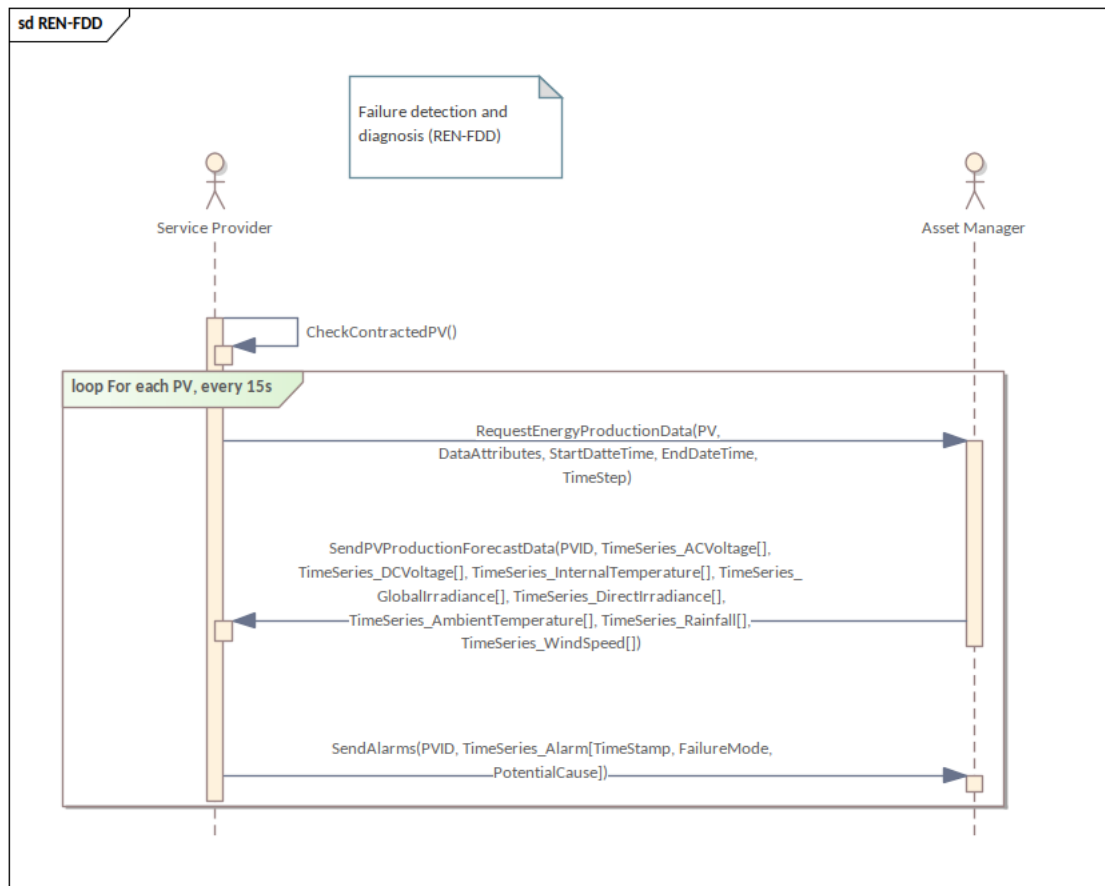 sd REN-FDD
Failure detection and
diagnosis (REN-FDD)
Service Provider
Asset Manager
CheckContractedPV()
loop For each PV, every 15s
RequestEnergyProductionData(PV,
DataAttributes, StartDatteTime, EndDateTime,
TimeStep)
SendPVProductionForecastData(PVID, TimeSeries_ACVoltage[],
TimeSeries_DCVoltage[], TimeSeries_InternalTemperature[], TimeSeries_
GlobalIrradiance[], TimeSeries_DirectIrradiance[],
TimeSeries_AmbientTemperature[], TimeSeries_Rainfall[],
TimeSeries_WindSpeed[])
SendAlarms(PVID, TimeSeries_Alarm[TimeStamp, FailureMode,
PotentialCause])